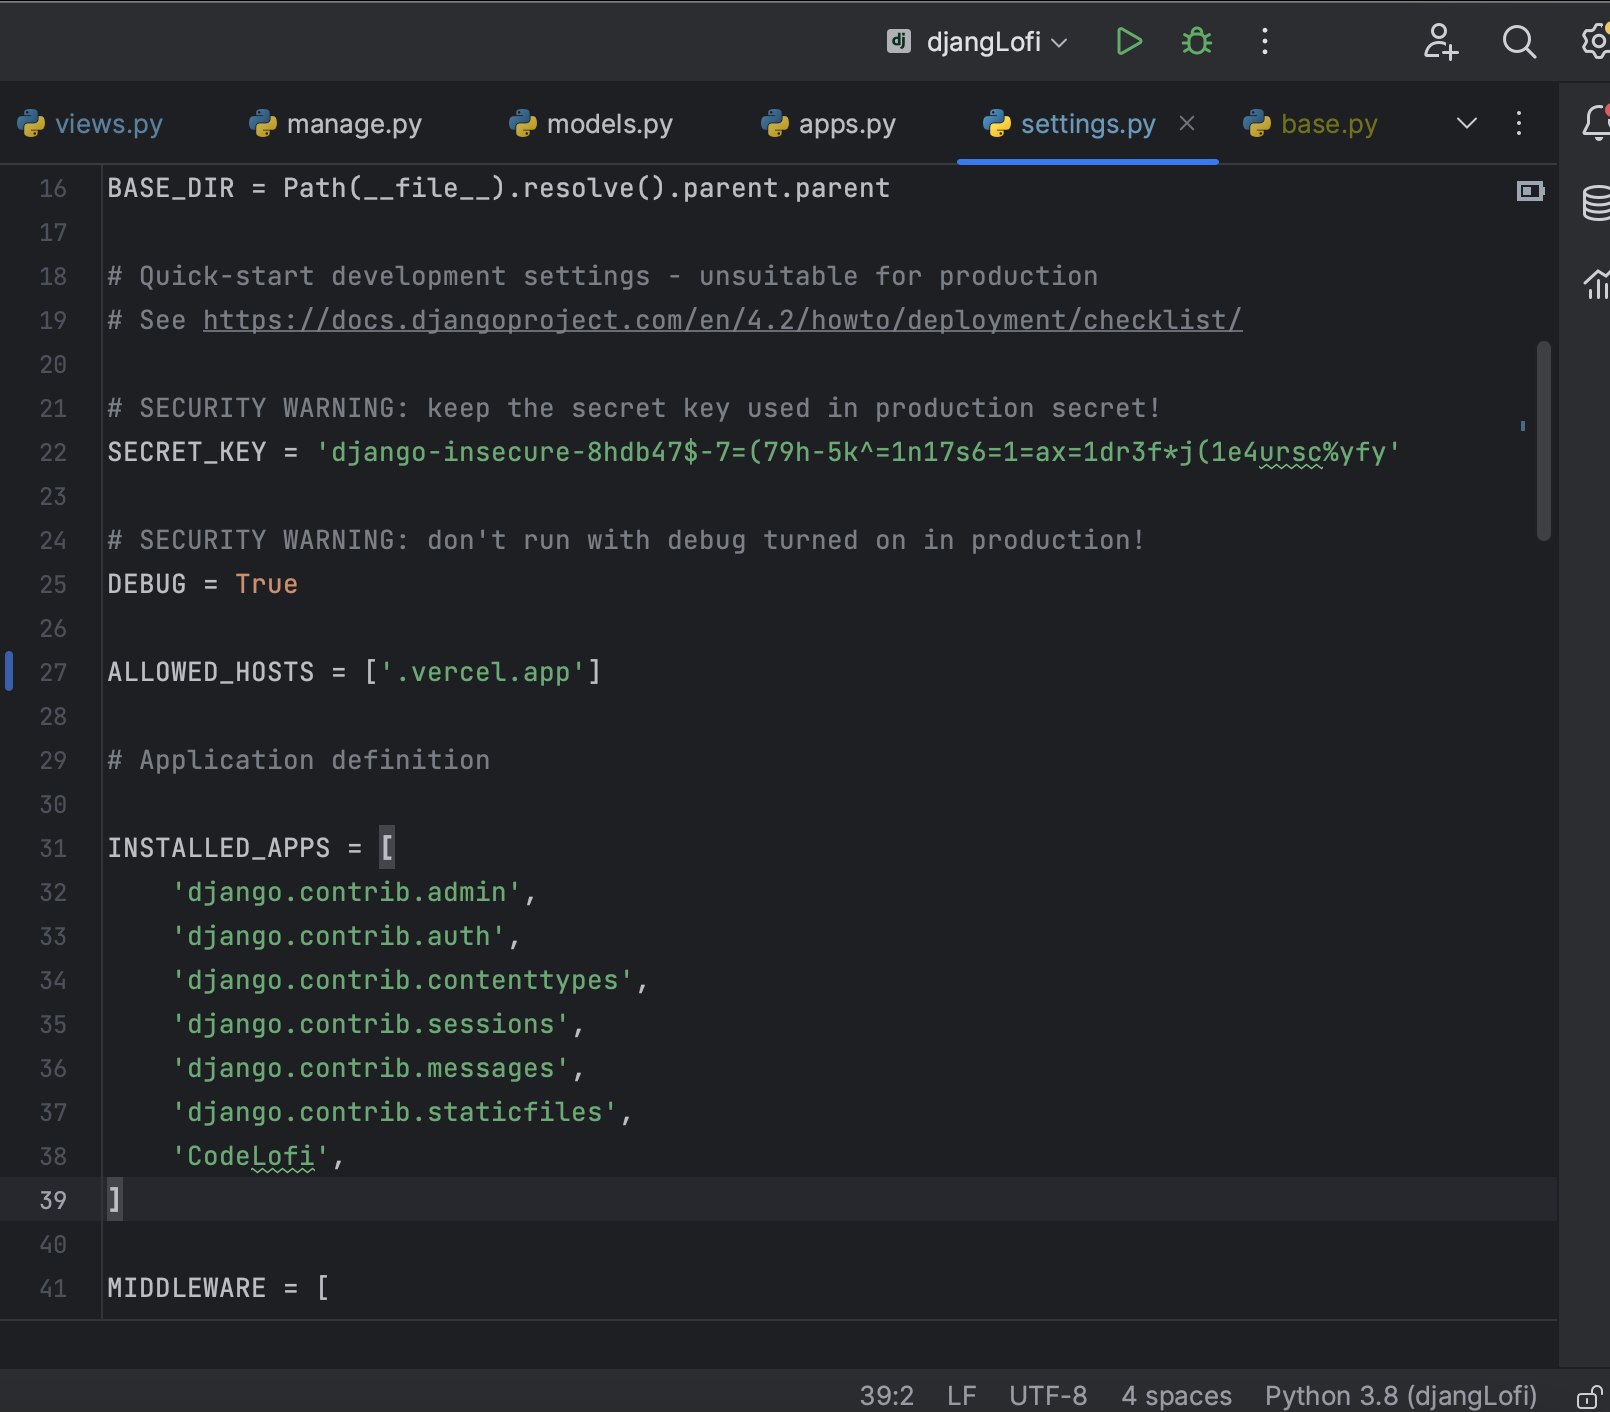 dj djangLofi
views.py manage.py models.py apps.py settings.py base.py
16 BASE_DIR = Path(__file__).resolve().parent.parent
17
18 # Quick-start development settings - unsuitable for production
19 # See https://docs.djangoproject.com/en/4.2/howto/deployment/checklist/
20
21 # SECURITY WARNING: keep the secret key used in production secret!
22 SECRET_KEY = 'django-insecure-8hdb47$-7=(79h-5k^=1n17s6=1=ax=1dr3f*j(1e4ursc%yfy'
23
24 # SECURITY WARNING: don't run with debug turned on in production!
25 DEBUG = True
26
27 ALLOWED_HOSTS = ['.vercel.app']
28
29 # Application definition
30
31 INSTALLED_APPS = [
32     'django.contrib.admin',
33     'django.contrib.auth',
34     'django.contrib.contenttypes',
35     'django.contrib.sessions',
36     'django.contrib.messages',
37     'django.contrib.staticfiles',
38     'CodeLofi',
39 ]
40
41 MIDDLEWARE = [
39:2 LF UTF-8 4 spaces Python 3.8 (djangLofi)